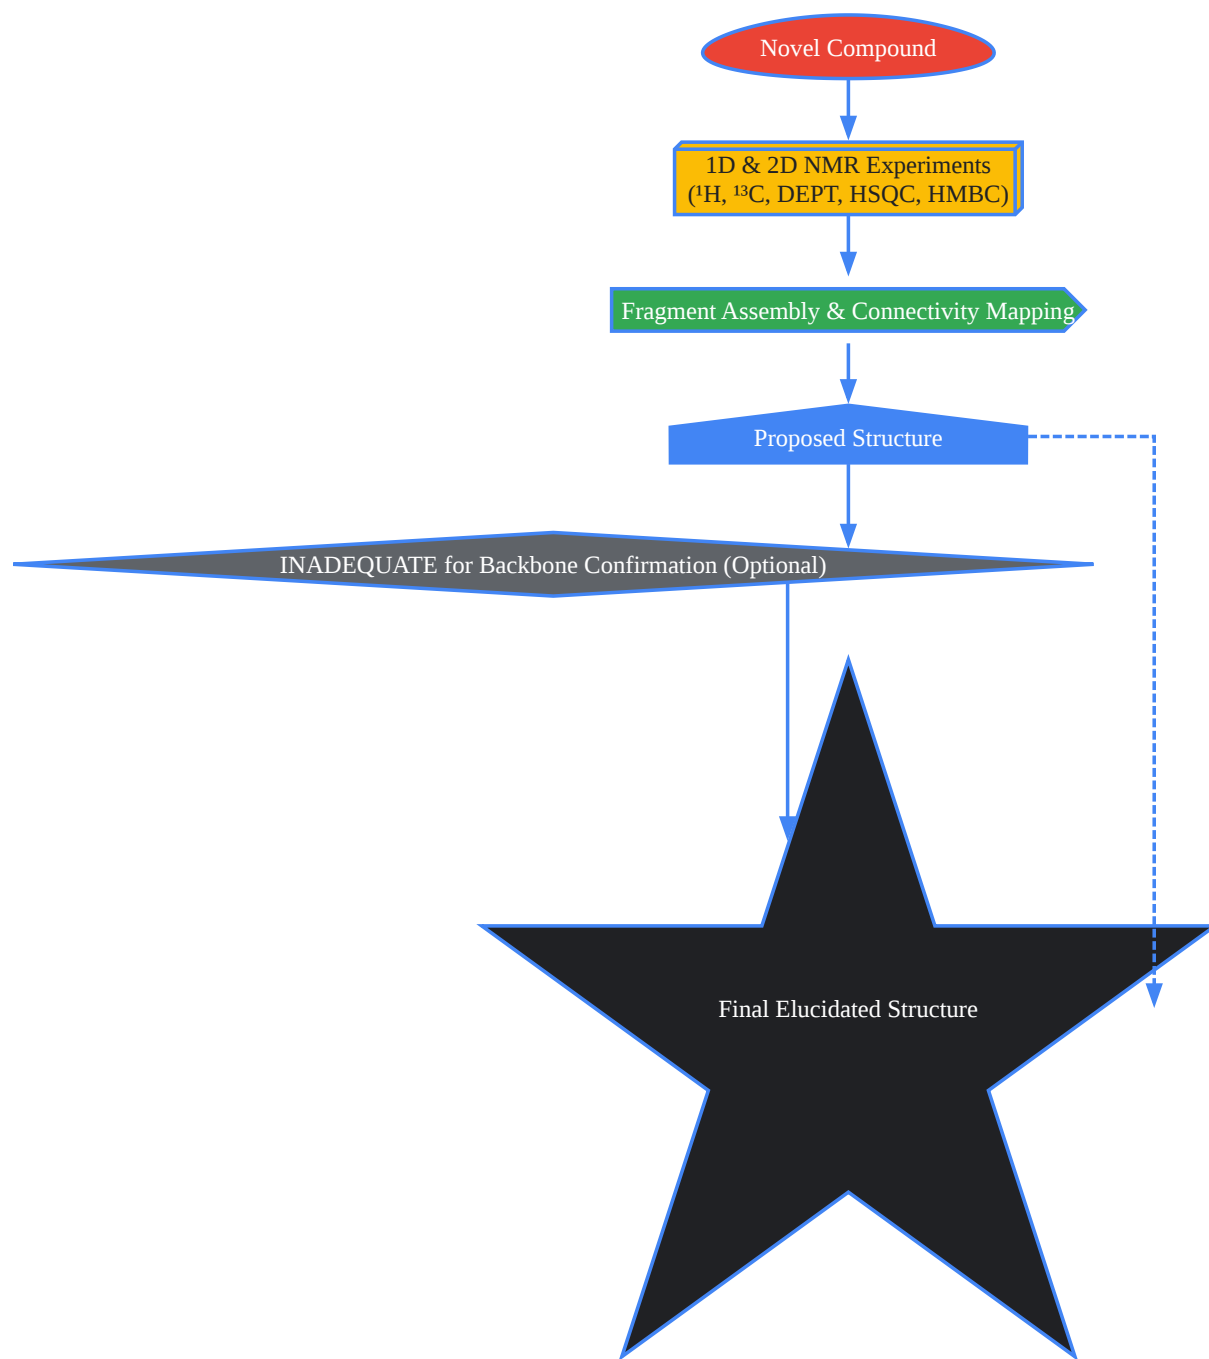 Novel Compound
1D & 2D NMR Experiments
(¹H, ¹³C, DEPT, HSQC, HMBC)
Fragment Assembly & Connectivity Mapping
Proposed Structure
INADEQUATE for Backbone Confirmation (Optional)
Final Elucidated Structure